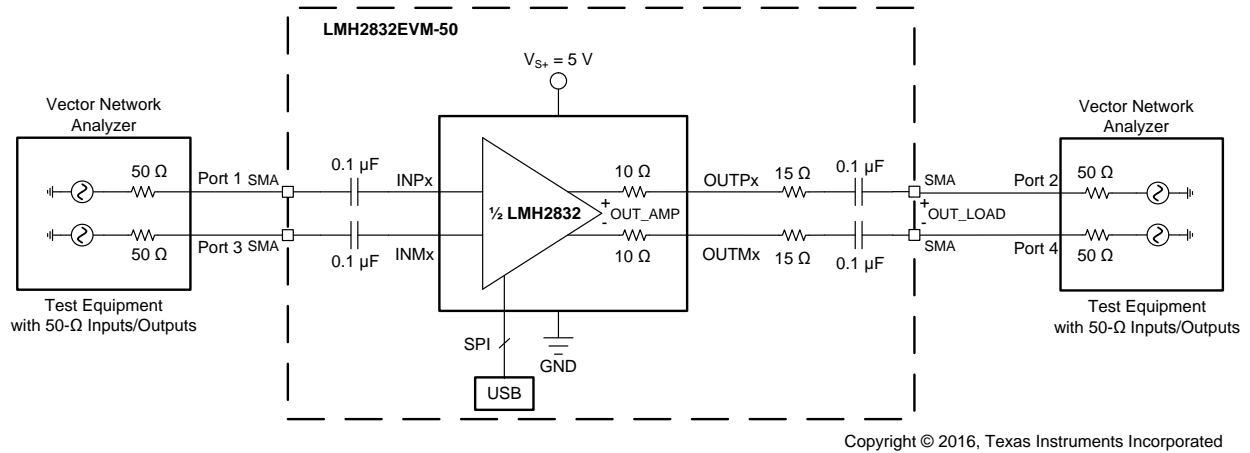 LMH2832EVM-50
VS+ = 5 V
Vector Network
Analyzer
50 Ω
Port 1
SMA
50 Ω
Port 3
SMA
Test Equipment
with 50-Ω Inputs/Outputs
0.1 µF
INPx
0.1 µF
INMx
½ LMH2832
10 Ω
+
OUT_AMP
-
10 Ω
SPI
USB
GND
OUTPx
15 Ω
0.1 µF
OUTMx
15 Ω
0.1 µF
SMA
Port 2
+
OUT_LOAD
-
SMA
Port 4
Vector Network
Analyzer
50 Ω
50 Ω
Test Equipment
with 50-Ω Inputs/Outputs
Copyright © 2016, Texas Instruments Incorporated